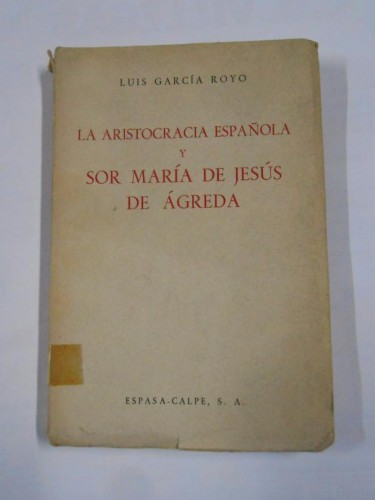 LUIS GARCÍA ROYO
LA ARISTOCRACIA ESPAÑOLA
Y
SOR MARÍA DE JESÚS
DE ÁGREDA
ESPASA-CALPE, S. A.